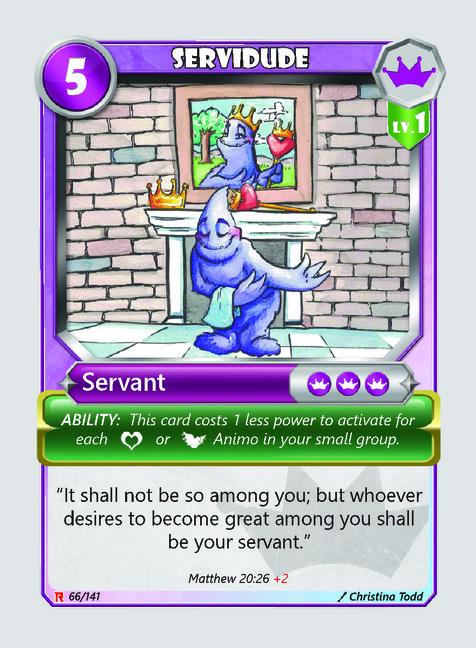 SERVIDUDE
5
LV.1
Servant
ABILITY: This card costs 1 less power to activate for
each or Animo in your small group.
“It shall not be so among you; but whoever
desires to become great among you shall
be your servant.”
Matthew 20:26 +2
R 66/141
Christina Todd